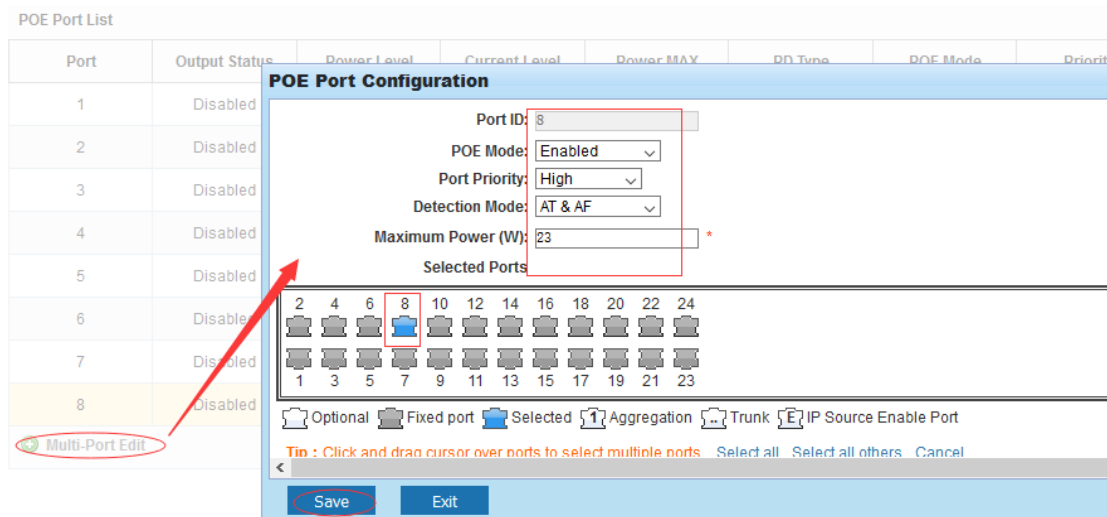 POE Port List
Port Output Status Power Level Current Level Power MAX PD Type POE Mode Priorit
POE Port Configuration
1 Disabled
Port ID: 8
2 Disabled
POE Mode: Enabled
3 Disabled
Port Priority: High
Detection Mode: AT & AF
4 Disabled
Maximum Power (W): 23 *
5 Disabled
Selected Ports
2 4 6 8 10 12 14 16 18 20 22 24
6 Disabled
7 Disabled
1 3 5 7 9 11 13 15 17 19 21 23
8 Disabled
Optional Fixed port Selected 1 Aggregation .. Trunk E IP Source Enable Port
Multi-Port Edit
Tip : Click and drag cursor over ports to select multiple ports Select all Select all others Cancel
Save Exit